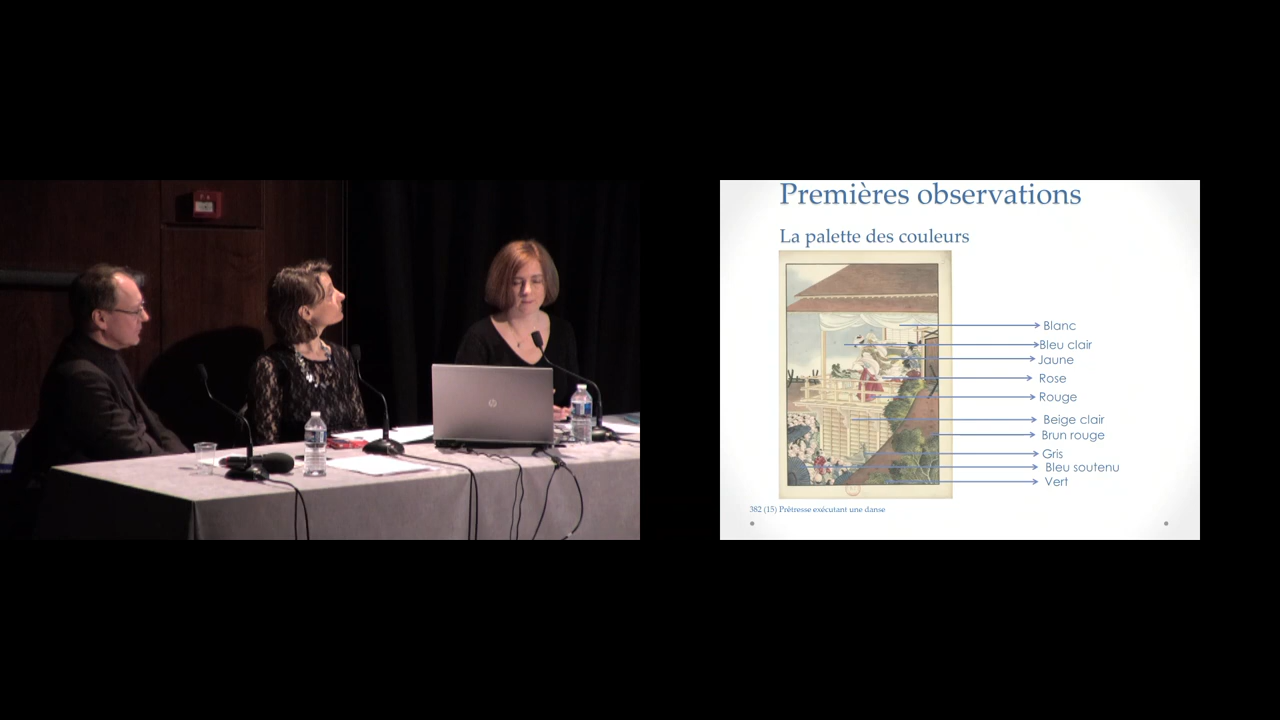 Premières observations
La palette des couleurs
Blanc
Bleu clair
Jaune
Rose
Rouge
Beige clair
Brun rouge
Gris
Bleu soutenu
Vert
382 (15) Prêtresse exécutant une danse
hp